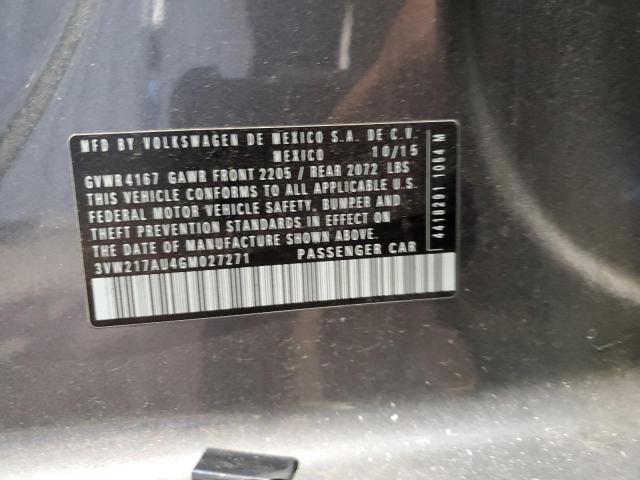 MFD BY VOLKSWAGEN DE MEXICO S.A. DE C.V.
MEXICO 10/15
GVWR 4167 GAWR FRONT 2205 / REAR 2072 LBS
THIS VEHICLE CONFORMS TO ALL APPLICABLE U.S.
FEDERAL MOTOR VEHICLE SAFETY, BUMPER AND
THEFT PREVENTION STANDARDS IN EFFECT ON
THE DATE OF MANUFACTURE SHOWN ABOVE.
3VW217AU4GM027271 PASSENGER CAR